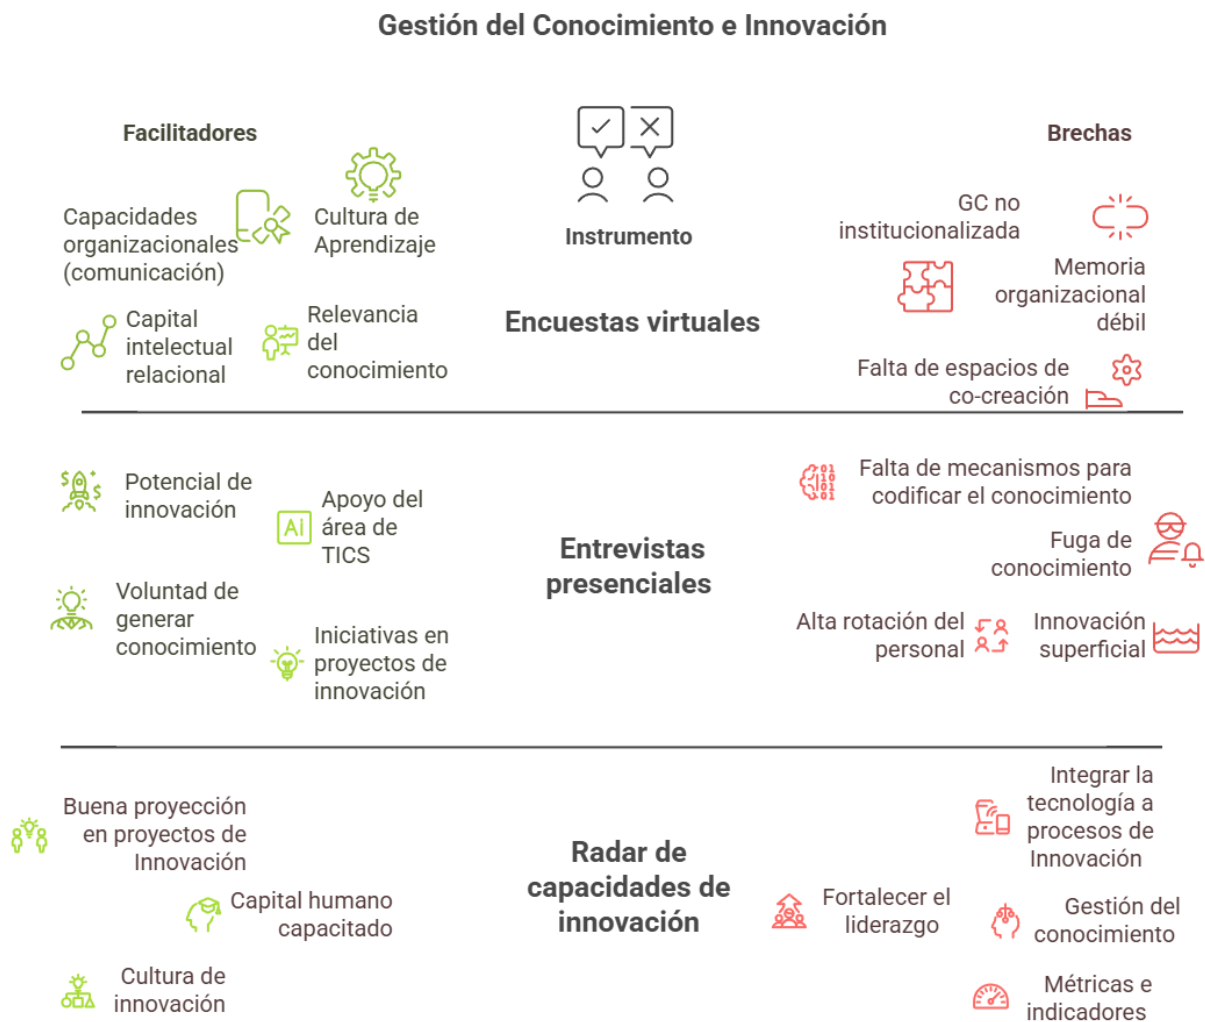 Gestión del Conocimiento e Innovación
Facilitadores
Brechas
Instrumento
Capacidades
organizacionales
(comunicación)
Cultura de
Aprendizaje
Capital
intelectual
relacional
Relevancia
del
conocimiento
Encuestas virtuales
GC no
institucionalizada
Memoria
organizacional
débil
Falta de espacios de
co-creación
Potencial de
innovación
Ai
Apoyo del
área de
TICS
Voluntad de
generar
conocimiento
Iniciativas en
proyectos de
innovación
Entrevistas
presenciales
01
10
01
01
Falta de mecanismos para
codificar el conocimiento
Fuga de
conocimiento
Alta rotación del
personal
Innovación
superficial
Buena proyección
en proyectos de
Innovación
Capital humano
capacitado
Cultura de
innovación
Radar de
capacidades de
innovación
Integrar la
tecnología a
procesos de
Innovación
Fortalecer el
liderazgo
Gestión del
conocimiento
Métricas e
indicadores